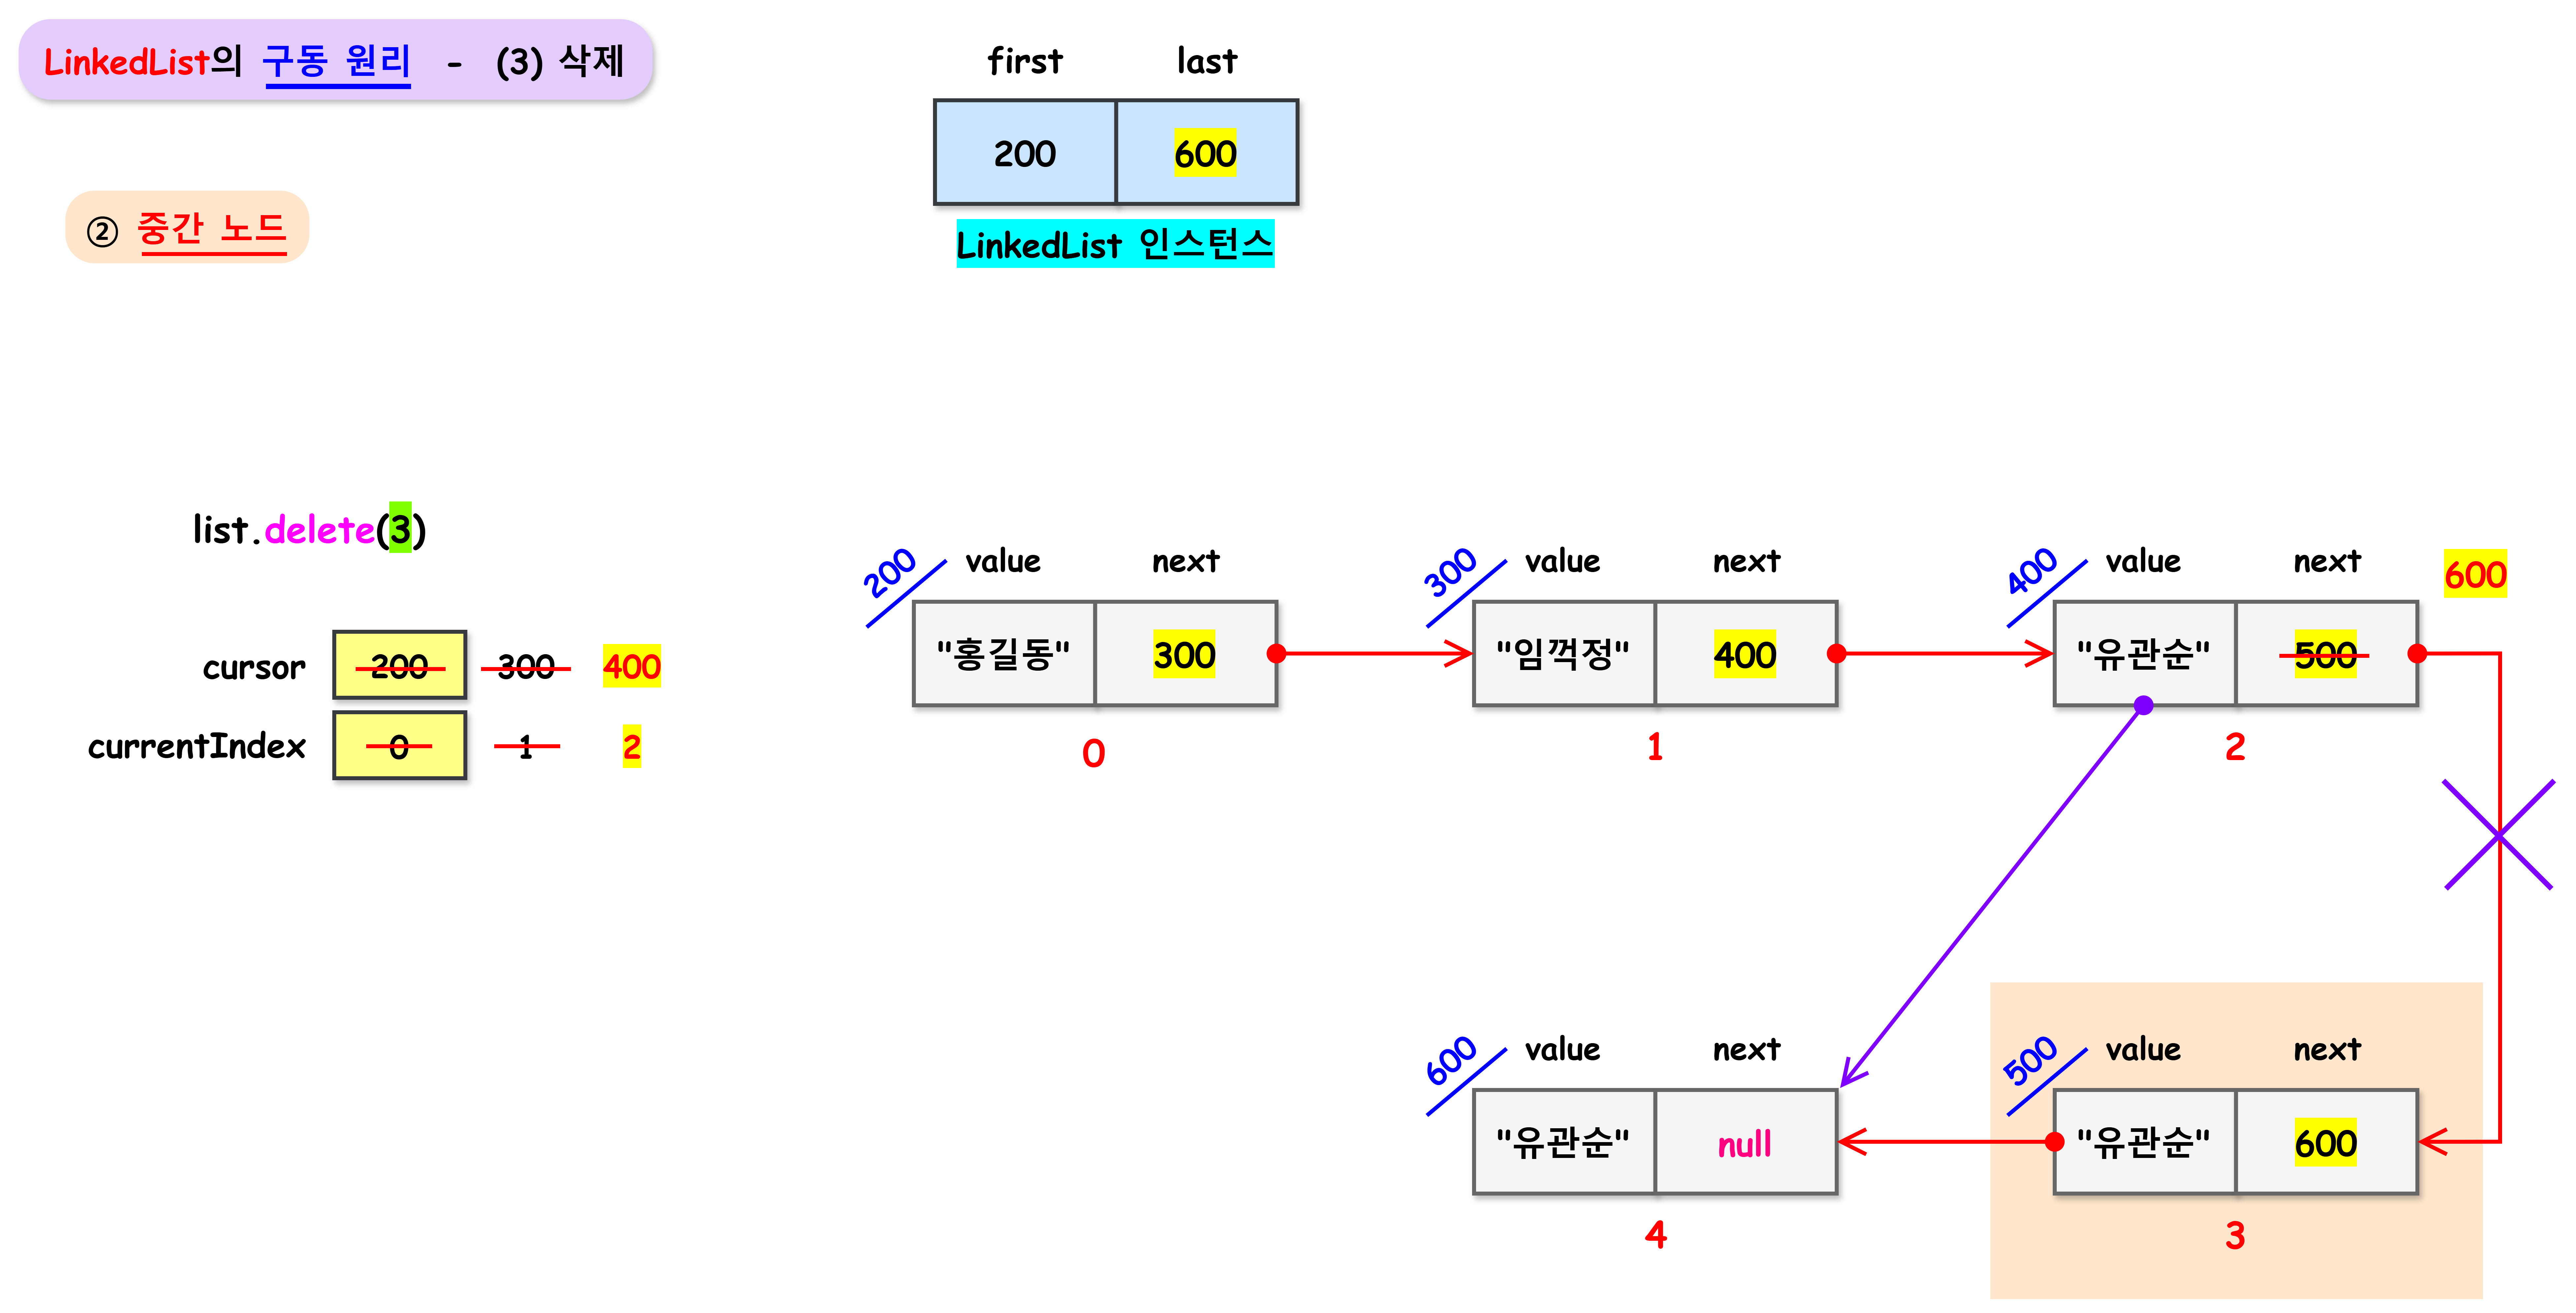 LinkedList의 구동 원리 - (3) 삭제
first last
200 600
LinkedList 인스턴스
② 중간 노드
list.delete(3)
cursor 200 300 400
currentIndex 0 1 2
200 value next
"홍길동" 300
0
300 value next
"임꺽정" 400
1
400 value next 600
"유관순" 500
2
600 value next
"유관순" null
4
500 value next
"유관순" 600
3